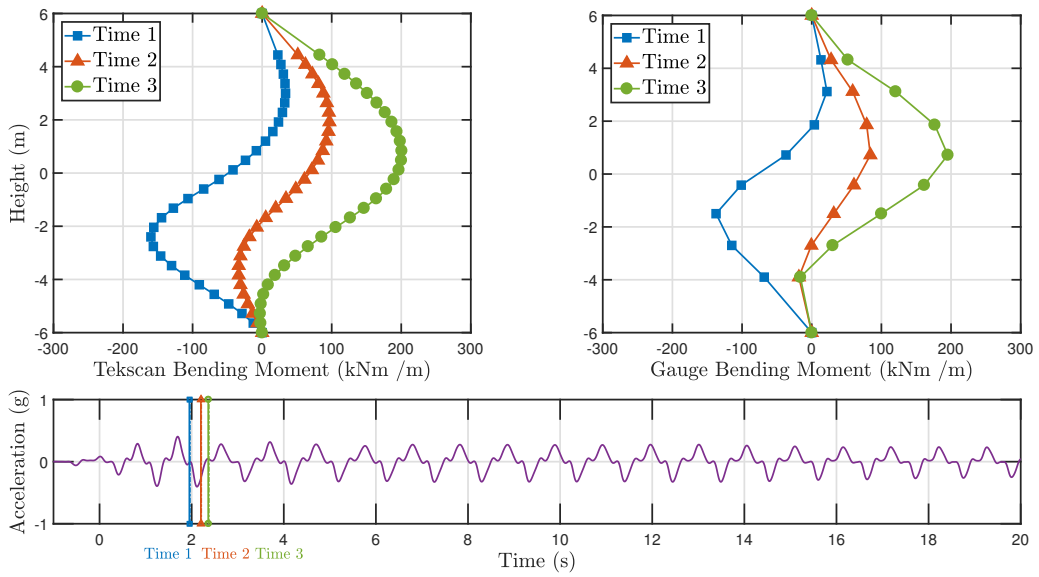 6
4
2
0
-2
-4
-6
Height (m)
Time 1
Time 2
Time 3
-300 -200 -100 0 100 200 300
Tekscan Bending Moment (kNm /m)
6
4
2
0
-2
-4
-6
Time 1
Time 2
Time 3
-300 -200 -100 0 100 200 300
Gauge Bending Moment (kNm /m)
Acceleration (g)
1
0
-1
0 2 4 6 8 10 12 14 16 18 20
Time 1 Time 2 Time 3
Time (s)